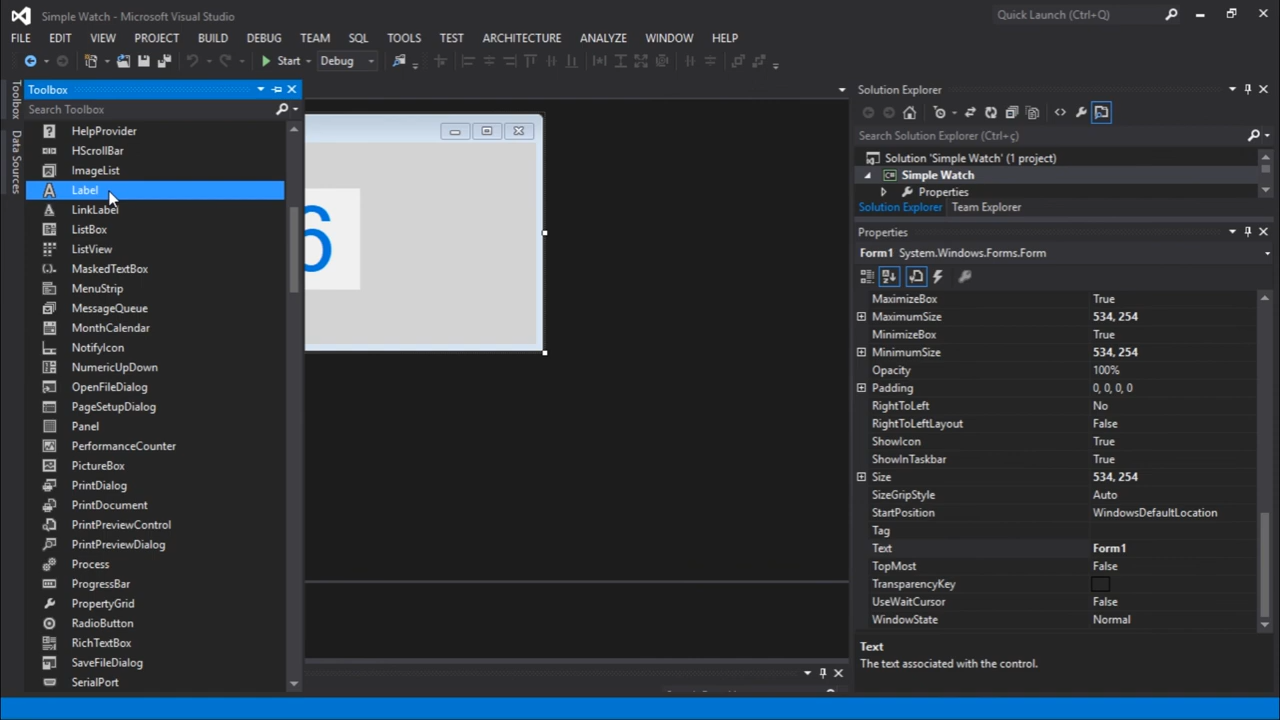 Simple Watch - Microsoft Visual Studio
Quick Launch (Ctrl+Q)
FILE EDIT VIEW PROJECT BUILD DEBUG TEAM SQL TOOLS TEST ARCHITECTURE ANALYZE WINDOW HELP
Start Debug
Toolbox
Data Sources
Toolbox
Search Toolbox
HelpProvider
HScrollBar
ImageList
Label
LinkLabel
ListBox
ListView
MaskedTextBox
MenuStrip
MessageQueue
MonthCalendar
NotifyIcon
NumericUpDown
OpenFileDialog
PageSetupDialog
Panel
PerformanceCounter
PictureBox
PrintDialog
PrintDocument
PrintPreviewControl
PrintPreviewDialog
Process
ProgressBar
PropertyGrid
RadioButton
RichTextBox
SaveFileDialog
SerialPort
6
Solution Explorer
Search Solution Explorer (Ctrl+ç)
Solution 'Simple Watch' (1 project)
Simple Watch
Properties
Solution Explorer Team Explorer
Properties
Form1 System.Windows.Forms.Form
MaximizeBox True
MaximumSize 534, 254
MinimizeBox True
MinimumSize 534, 254
Opacity 100%
Padding 0, 0, 0, 0
RightToLeft No
RightToLeftLayout False
ShowIcon True
ShowInTaskbar True
Size 534, 254
SizeGripStyle Auto
StartPosition WindowsDefaultLocation
Tag
Text Form1
TopMost False
TransparencyKey
UseWaitCursor False
WindowState Normal
Text
The text associated with the control.